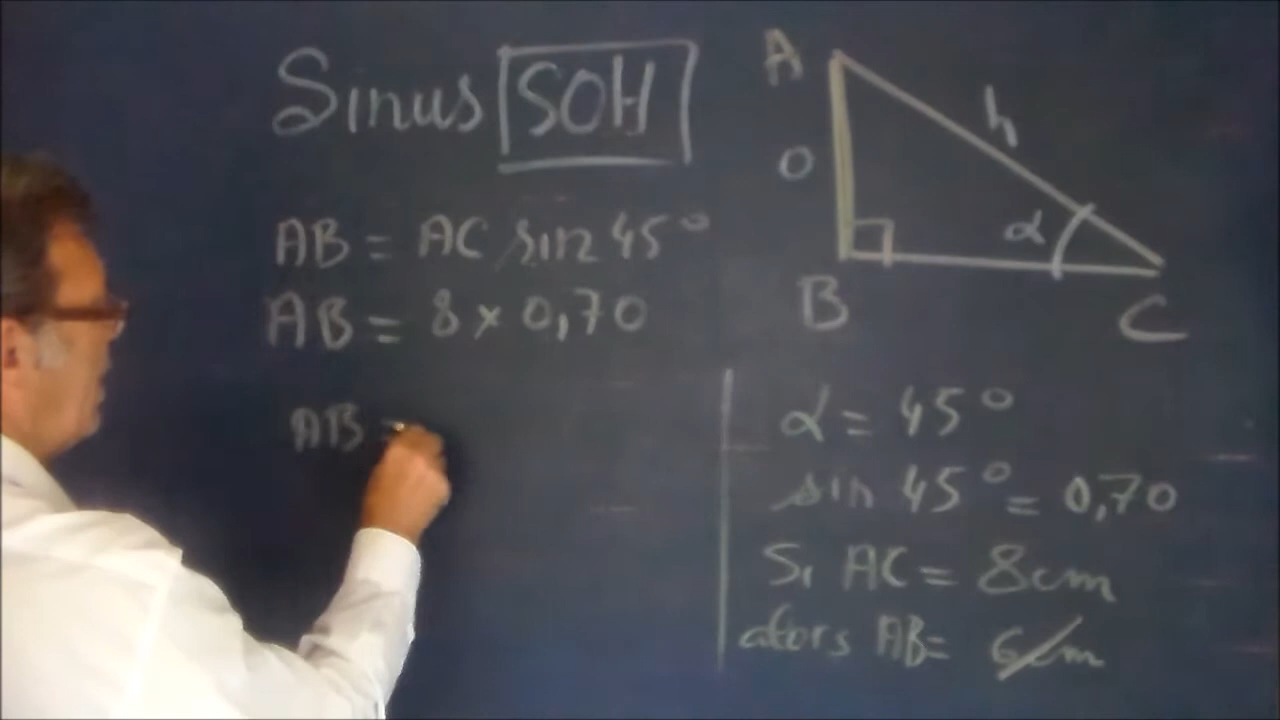 Sinus SOH
AB = AC sin 45°
AB = 8 × 0,70
AB =
A
h
O
α
B
C
α = 45°
sin 45° = 0,70
Si AC = 8cm
alors AB = 6cm